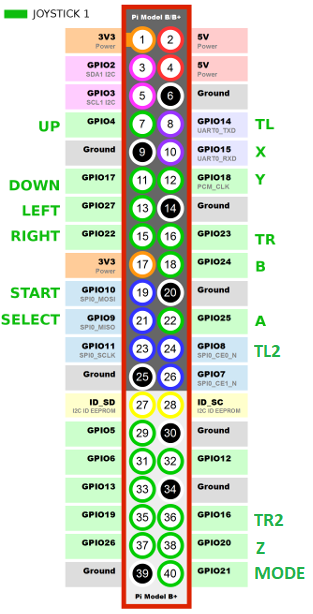 JOYSTICK 1
Pi Model B/B+
3V3 Power 1 2 5V Power
GPIO2 SDA1 I2C 3 4 5V Power
GPIO3 SCL1 I2C 5 6 Ground
UP GPIO4 7 8 GPIO14 UART0_TXD TL
Ground 9 10 GPIO15 UART0_RXD X
DOWN GPIO17 11 12 GPIO18 PCM_CLK Y
LEFT GPIO27 13 14 Ground
RIGHT GPIO22 15 16 GPIO23 TR
3V3 Power 17 18 GPIO24 B
START GPIO10 SPI0_MOSI 19 20 Ground
SELECT GPIO9 SPI0_MISO 21 22 GPIO25 A
GPIO11 SPI0_SCLK 23 24 GPIO8 SPI0_CE0_N TL2
Ground 25 26 GPIO7 SPI0_CE1_N
ID_SD I2C ID EEPROM 27 28 ID_SC I2C ID EEPROM
GPIO5 29 30 Ground
GPIO6 31 32 GPIO12
GPIO13 33 34 Ground
GPIO19 35 36 GPIO16 TR2
GPIO26 37 38 GPIO20 Z
Ground 39 40 GPIO21 MODE
Pi Model B+